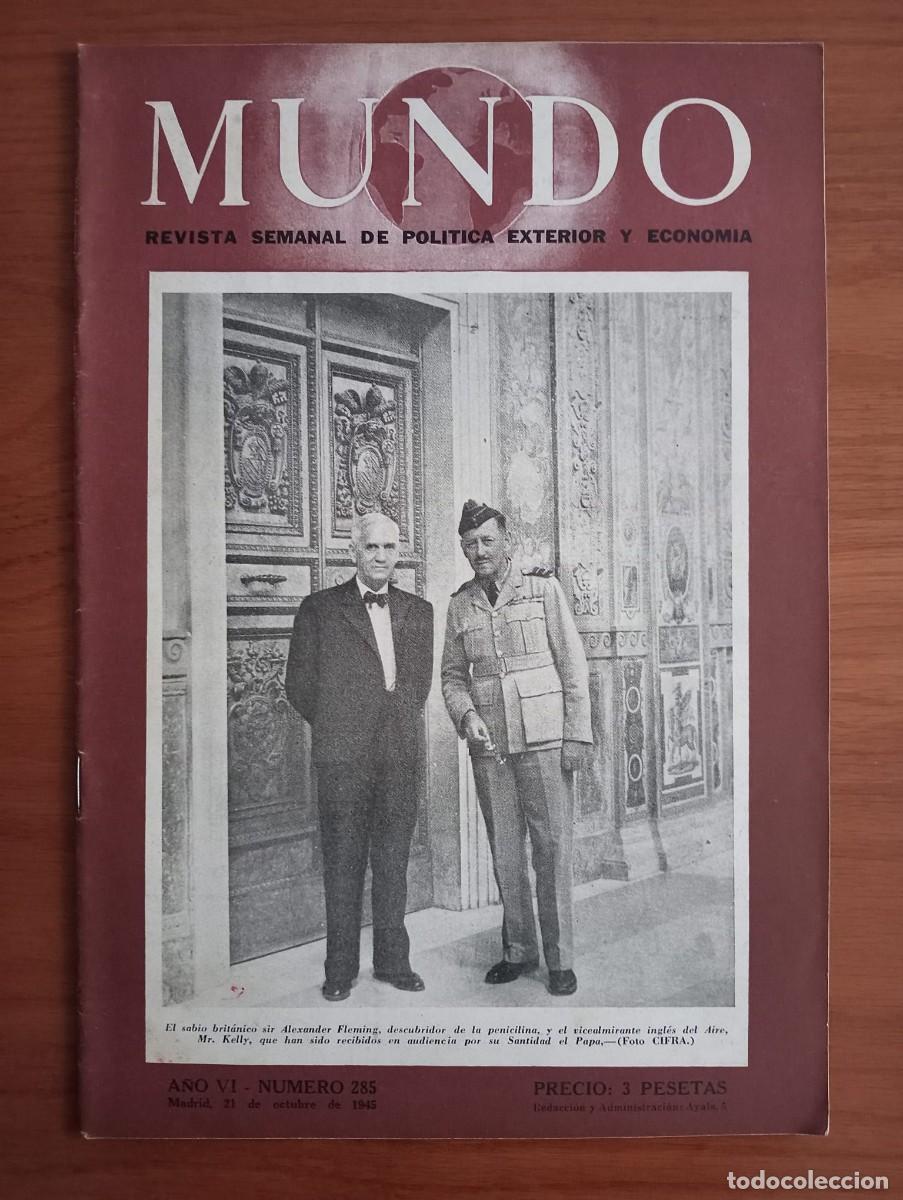 MUNDO
REVISTA SEMANAL DE POLITICA EXTERIOR Y ECONOMIA
El sabio británico sir Alexander Fleming, descubridor de la penicilina, y el vicealmirante inglés del Aire,
Mr. Kelly, que han sido recibidos en audiencia por su Santidad el Papa,—(Foto CIFRA.)
AÑO VI - NUMERO 285
Madrid, 21 de octubre de 1945
PRECIO: 3 PESETAS
Redacción y Administración: Ayala, 5
todocoleccion